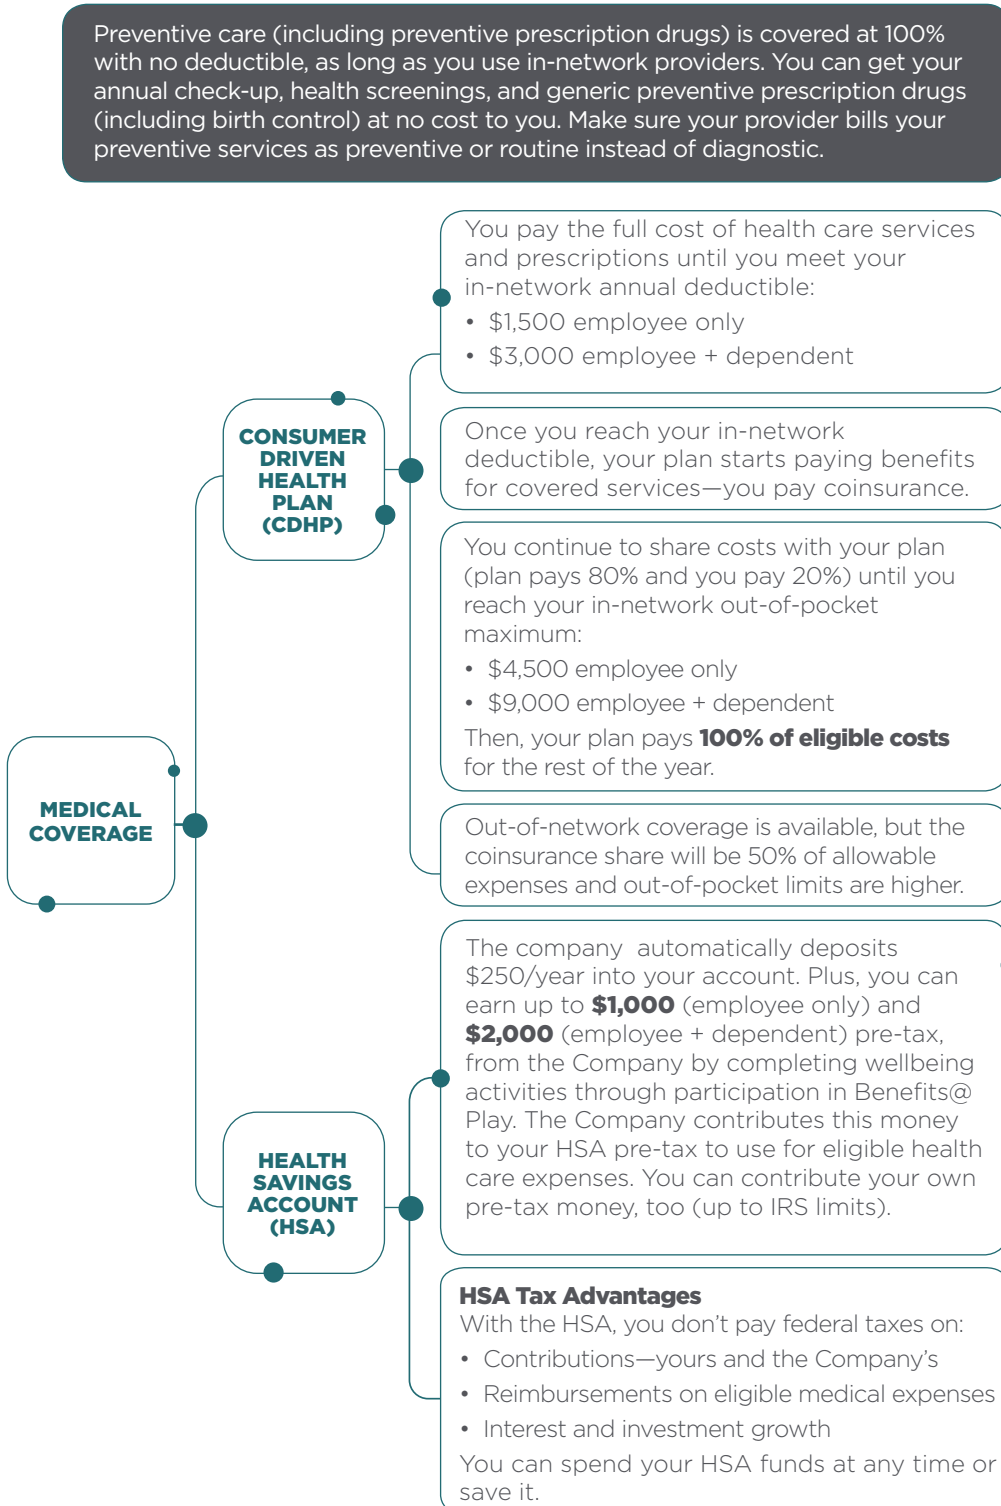 Preventive care (including preventive prescription drugs) is covered at 100%
with no deductible, as long as you use in-network providers. You can get your
annual check-up, health screenings, and generic preventive prescription drugs
(including birth control) at no cost to you. Make sure your provider bills your
preventive services as preventive or routine instead of diagnostic.
MEDICAL
COVERAGE
CONSUMER
DRIVEN
HEALTH
PLAN
(CDHP)
You pay the full cost of health care services
and prescriptions until you meet your
in-network annual deductible:
• $1,500 employee only
• $3,000 employee + dependent
Once you reach your in-network
deductible, your plan starts paying benefits
for covered services—you pay coinsurance.
You continue to share costs with your plan
(plan pays 80% and you pay 20%) until you
reach your in-network out-of-pocket
maximum:
• $4,500 employee only
• $9,000 employee + dependent
Then, your plan pays 100% of eligible costs
for the rest of the year.
Out-of-network coverage is available, but the
coinsurance share will be 50% of allowable
expenses and out-of-pocket limits are higher.
HEALTH
SAVINGS
ACCOUNT
(HSA)
The company automatically deposits
$250/year into your account. Plus, you can
earn up to $1,000 (employee only) and
$2,000 (employee + dependent) pre-tax,
from the Company by completing wellbeing
activities through participation in Benefits@
Play. The Company contributes this money
to your HSA pre-tax to use for eligible health
care expenses. You can contribute your own
pre-tax money, too (up to IRS limits).
HSA Tax Advantages
With the HSA, you don't pay federal taxes on:
• Contributions—yours and the Company's
• Reimbursements on eligible medical expenses
• Interest and investment growth
You can spend your HSA funds at any time or
save it.